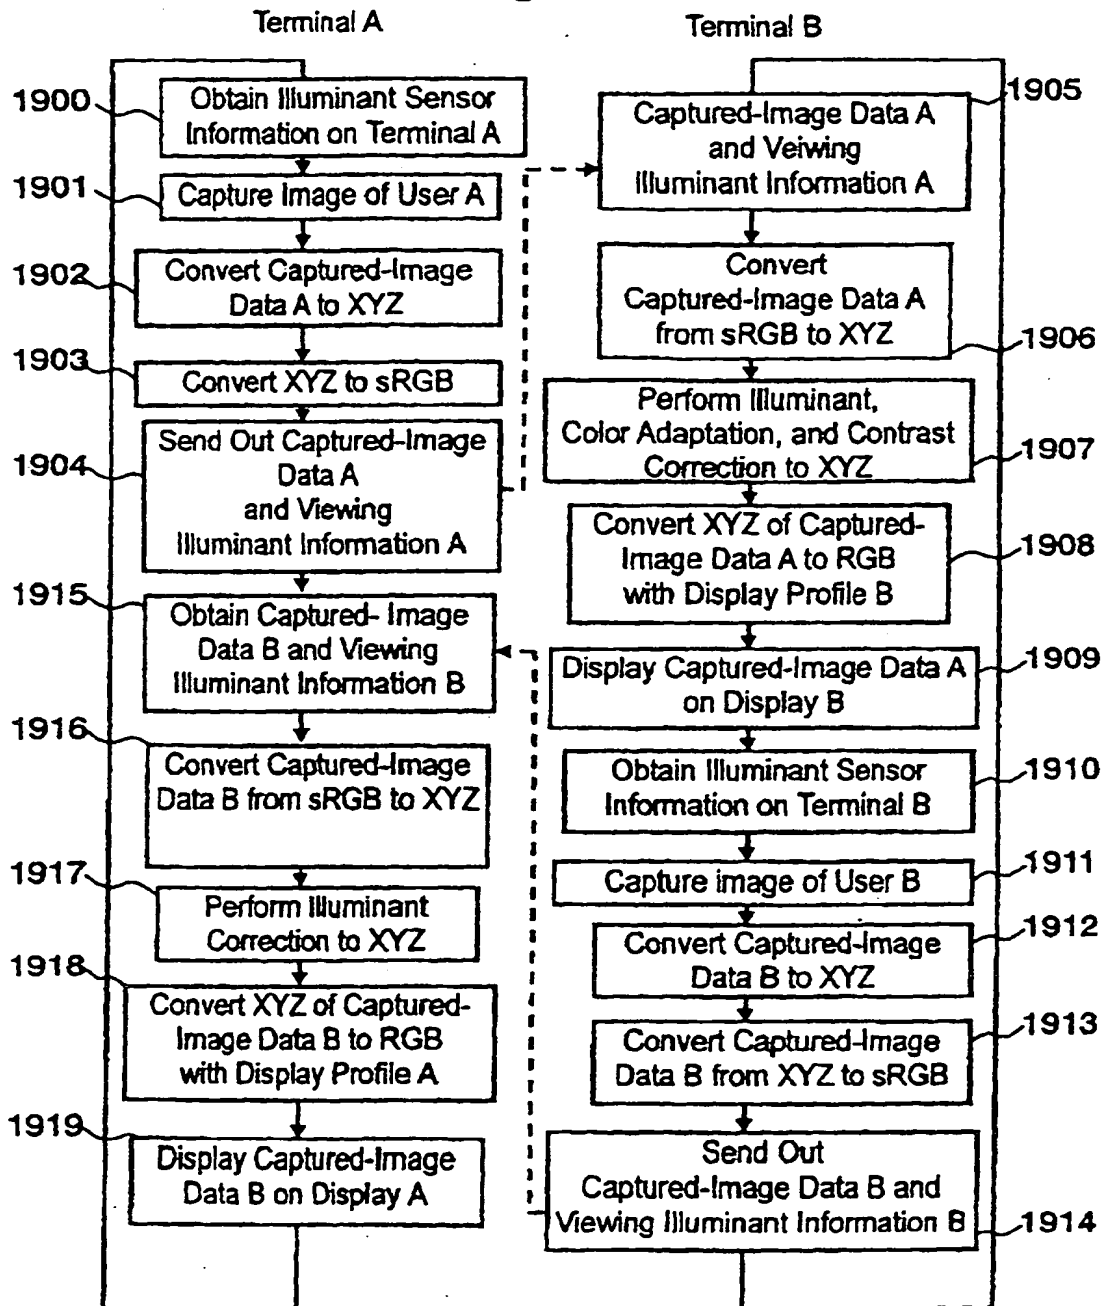 Terminal A
1900
Obtain Illuminant Sensor
Information on Terminal A
1901
Capture Image of User A
1902
Convert Captured-Image
Data A to XYZ
1903
Convert XYZ to sRGB
1904
Send Out Captured-Image
Data A
and Viewing
Illuminant Information A
1915
Obtain Captured- Image
Data B and Viewing
Illuminant Information B
1916
Convert Captured-Image
Data B from sRGB to XYZ
1917
Perform Illuminant
Correction to XYZ
1918
Convert XYZ of Captured-
Image Data B to RGB
with Display Profile A
1919
Display Captured-Image
Data B on Display A
Terminal B
1905
Captured-Image Data A
and Veiwing
Illuminant Information A
Convert
Captured-Image Data A
from sRGB to XYZ
1906
Perform Illuminant,
Color Adaptation, and Contrast
Correction to XYZ
1907
Convert XYZ of Captured-
Image Data A to RGB
with Display Profile B
1908
Display Captured-Image Data A
on Display B
1909
Obtain Illuminant Sensor
Information on Terminal B
1910
Capture image of User B
1911
Convert Captured-Image
Data B to XYZ
1912
Convert Captured-Image
Data B from XYZ to sRGB
1913
Send Out
Captured-Image Data B and
Viewing Illuminant Information B
1914